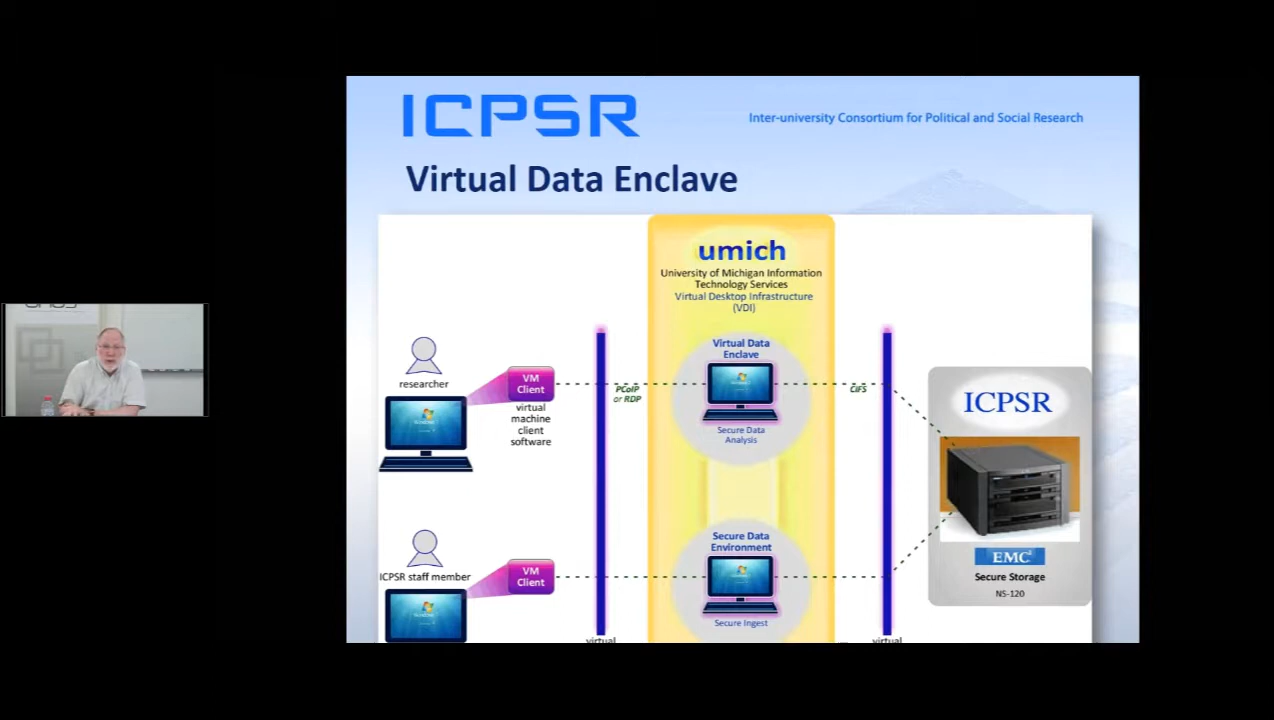 ICPSR
Inter-university Consortium for Political and Social Research
Virtual Data Enclave
umich
University of Michigan Information
Technology Services
Virtual Desktop Infrastructure
(VDI)
researcher
VM
Client
virtual
machine
client
software
PCoIP
or RDP
Virtual Data
Enclave
Secure Data
Analysis
CIFS
ICPSR
EMC²
Secure Storage
NS-120
ICPSR staff member
VM
Client
Secure Data
Environment
Secure Ingest
virtual
virtual